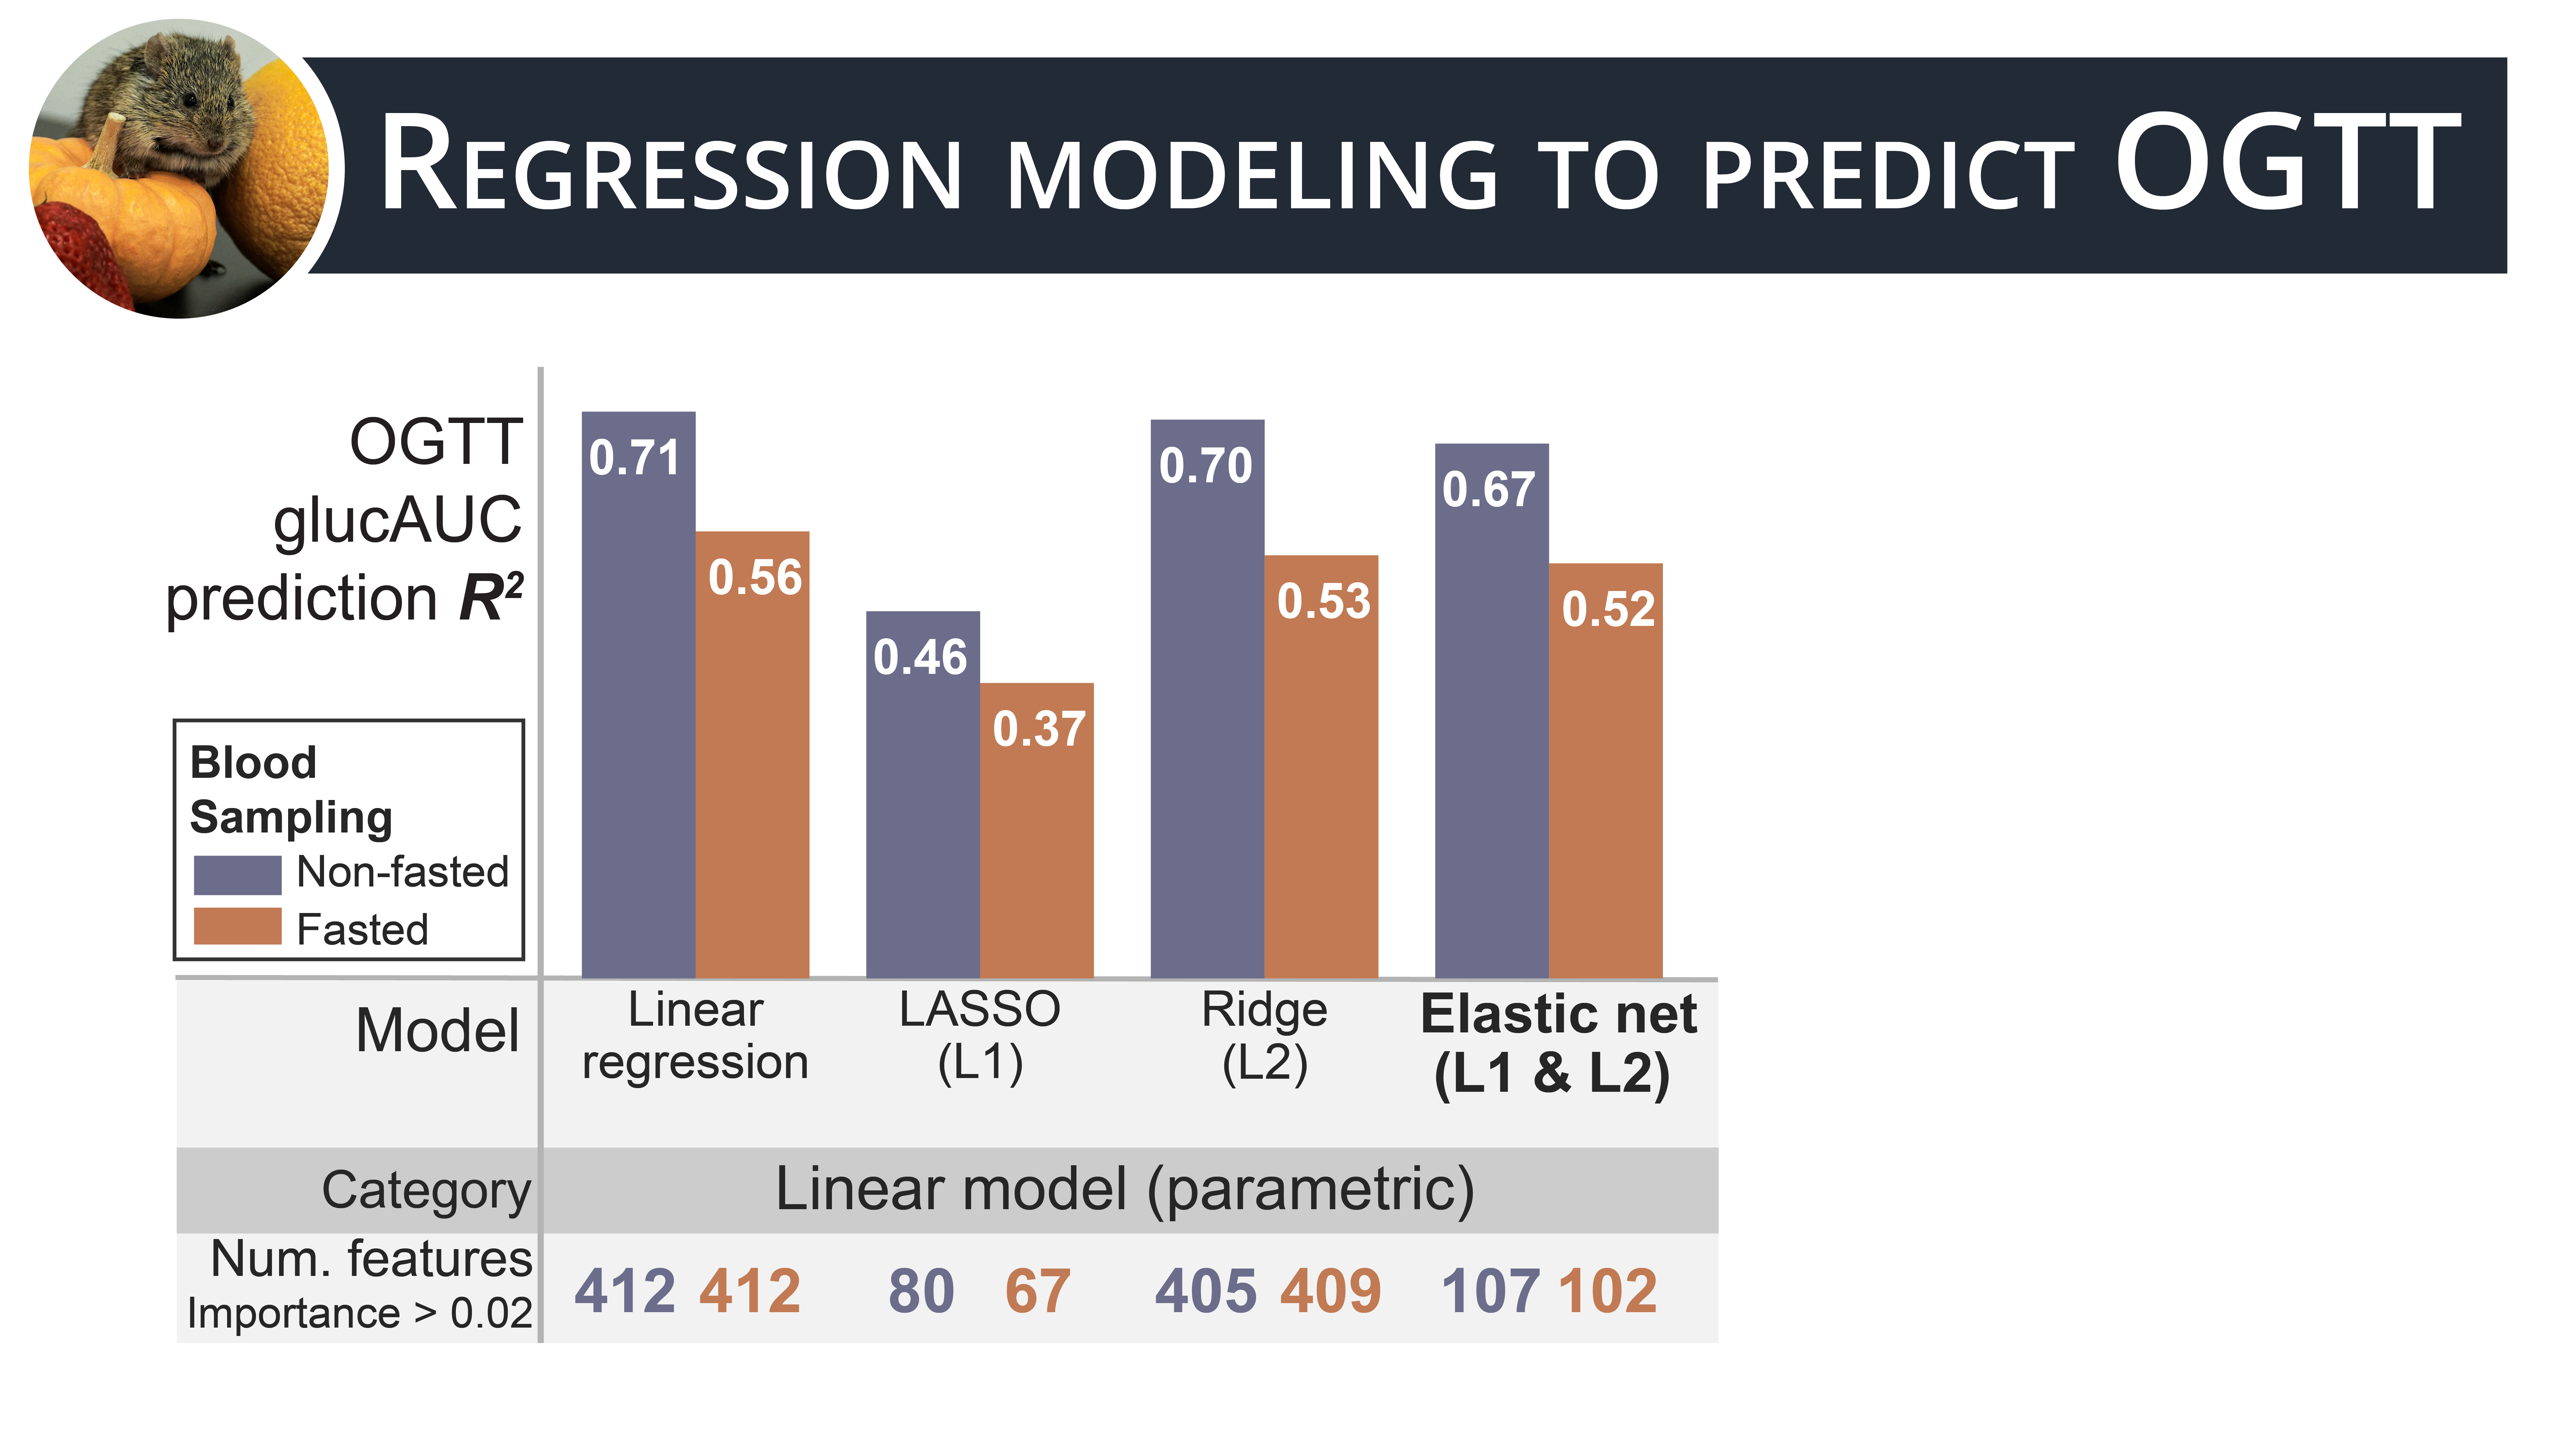 Regression modeling to predict OGTT
OGTT
glucAUC
prediction R²
0.71
0.56
0.46
0.37
0.70
0.53
0.67
0.52
Blood
Sampling
Non-fasted
Fasted
Model
Linear
regression
LASSO
(L1)
Ridge
(L2)
Elastic net
(L1 & L2)
Category
Linear model (parametric)
Num. features
Importance > 0.02
412 412 80 67 405 409 107 102